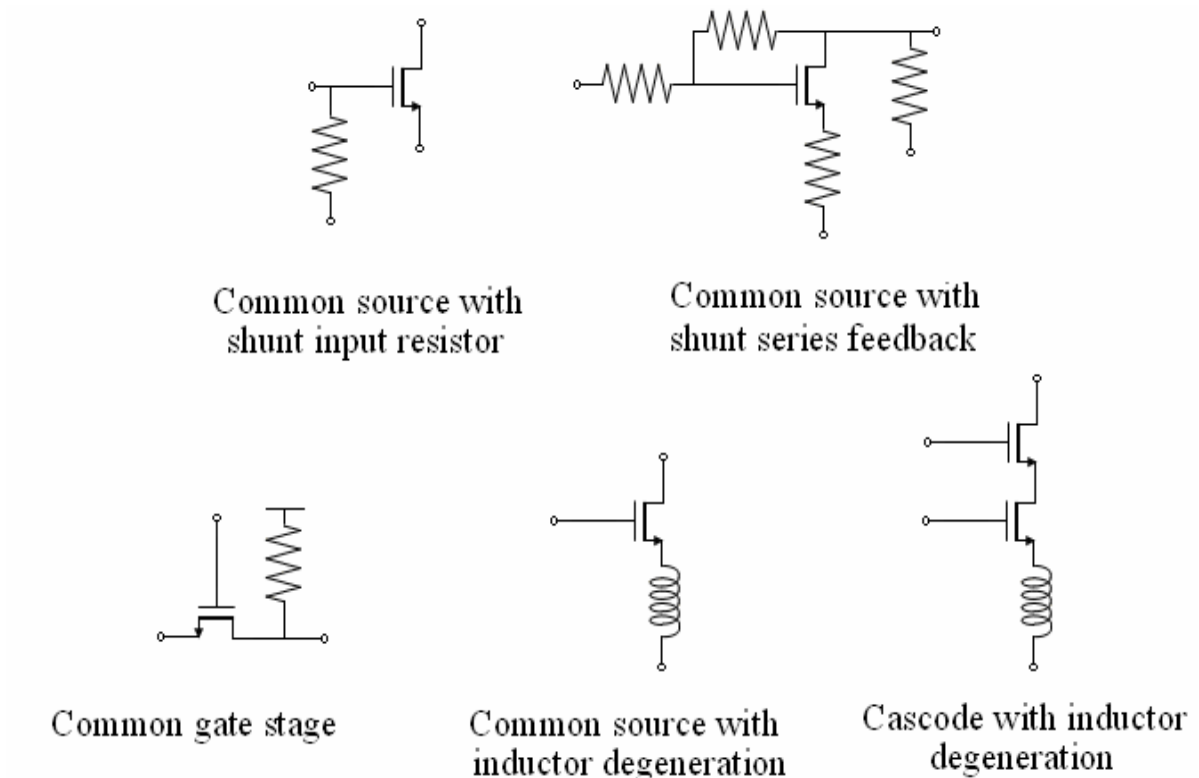 Common source with
shunt input resistor
Common source with
shunt series feedback
Common gate stage
Common source with
inductor degeneration
Cascode with inductor
degeneration